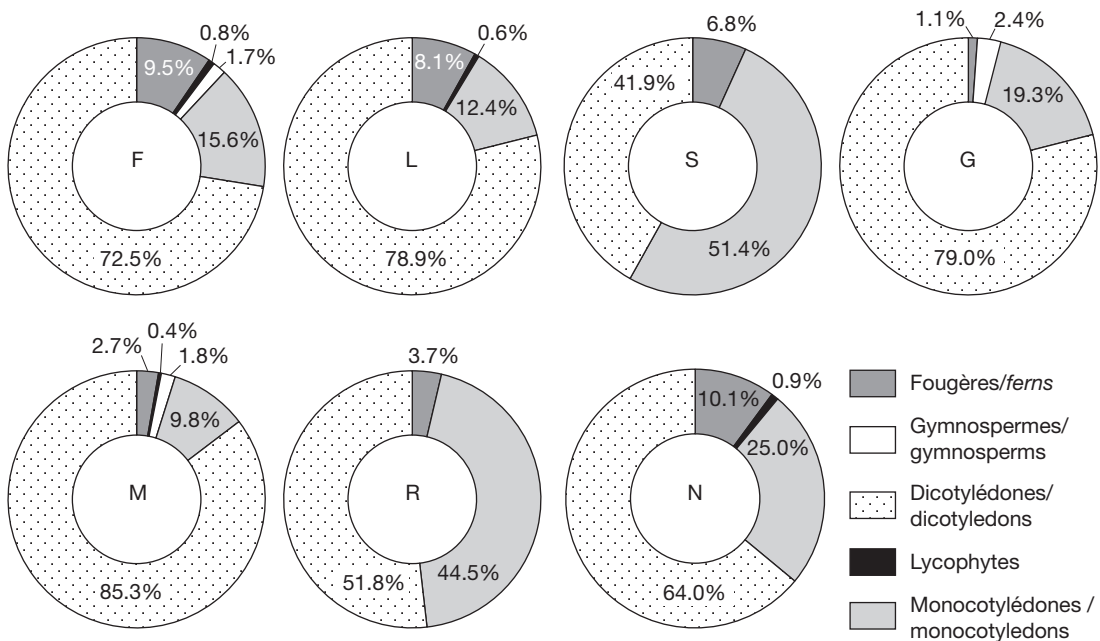 0.8%
1.7%
9.5%
15.6%
F
72.5%
0.6%
8.1%
12.4%
L
78.9%
6.8%
41.9%
S
51.4%
1.1%
2.4%
19.3%
G
79.0%
0.4%
2.7%
1.8%
9.8%
M
85.3%
3.7%
R
44.5%
51.8%
0.9%
10.1%
25.0%
N
64.0%
Fougères/ferns
Gymnospermes/
gymnosperms
Dicotylédones/
dicotyledons
Lycophytes
Monocotylédones /
monocotyledons